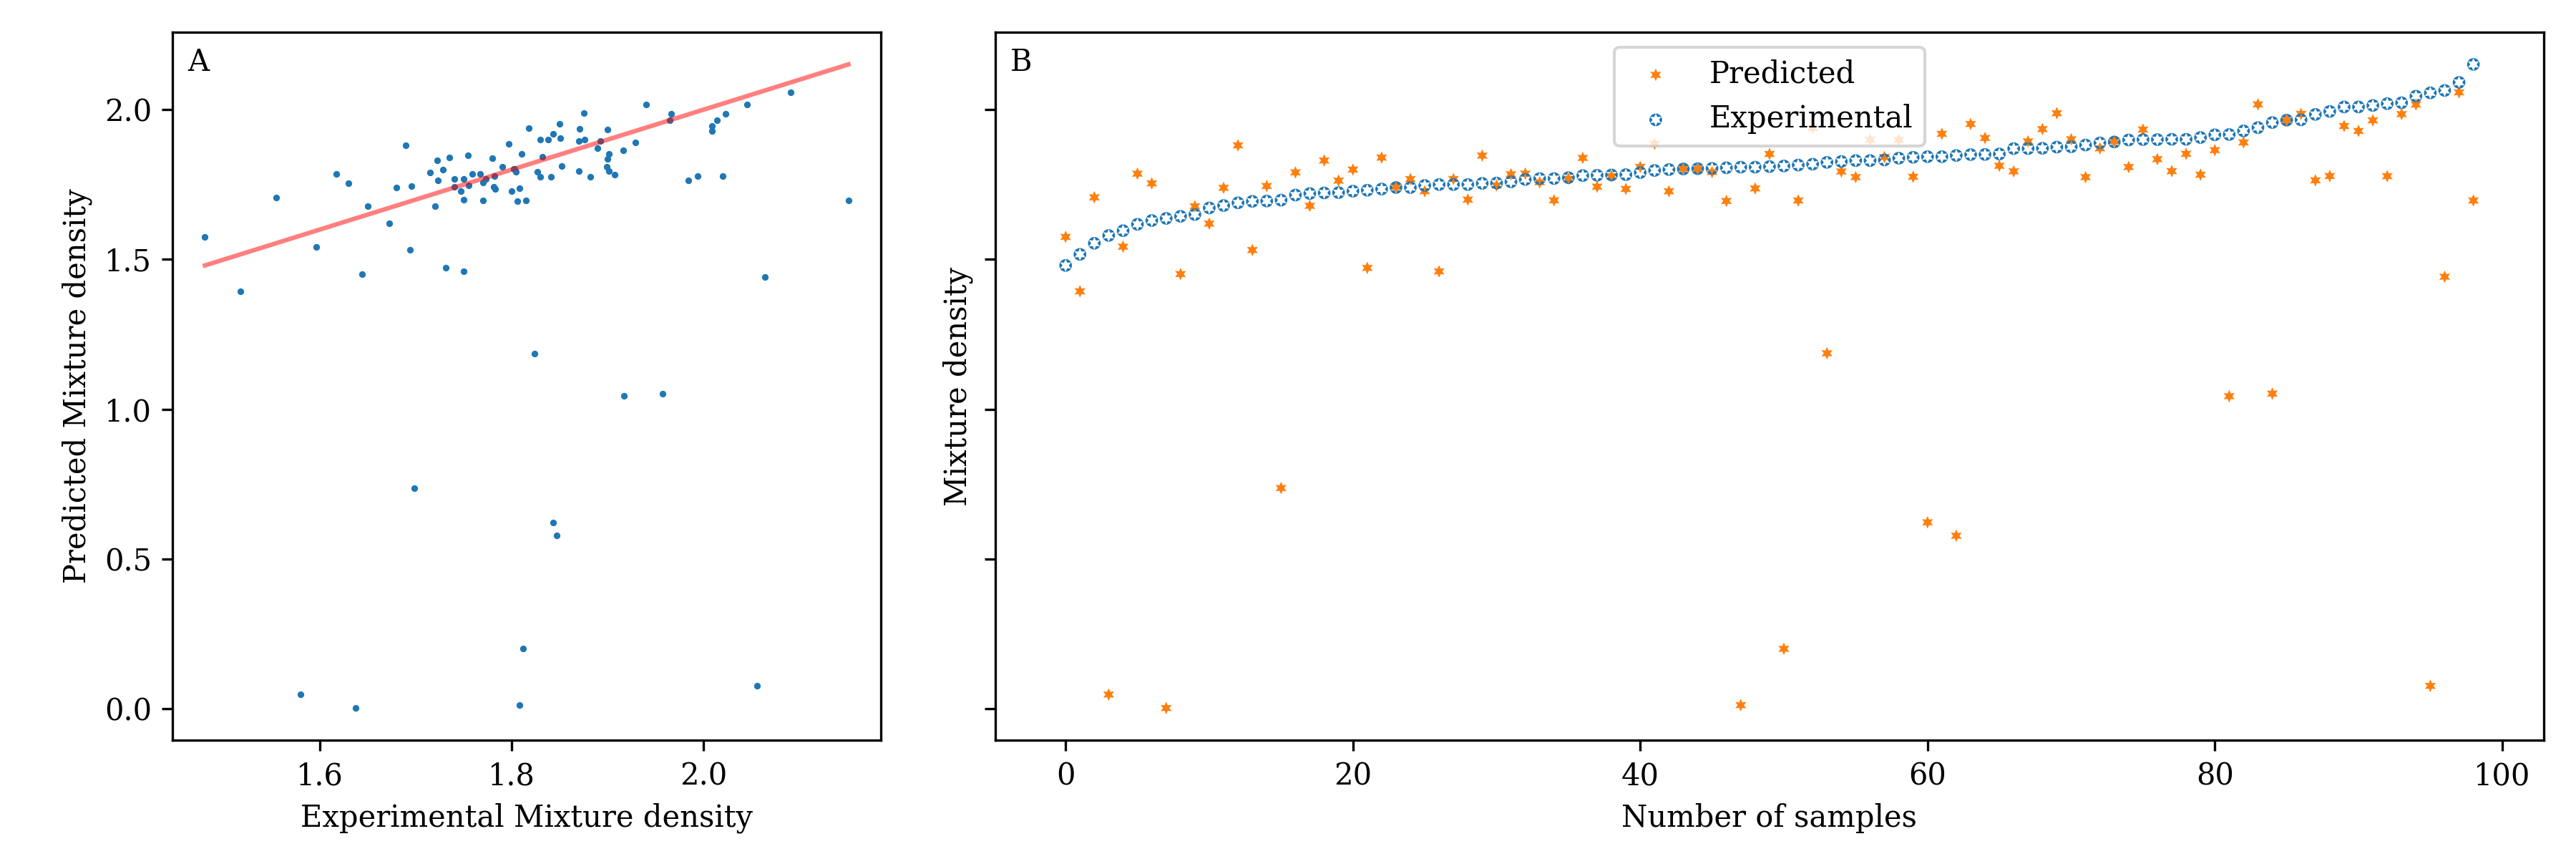 A
2.0
1.5
1.0
0.5
0.0
Predicted Mixture density
1.6 1.8 2.0
Experimental Mixture density
B
Predicted
Experimental
Mixture density
0 20 40 60 80 100
Number of samples